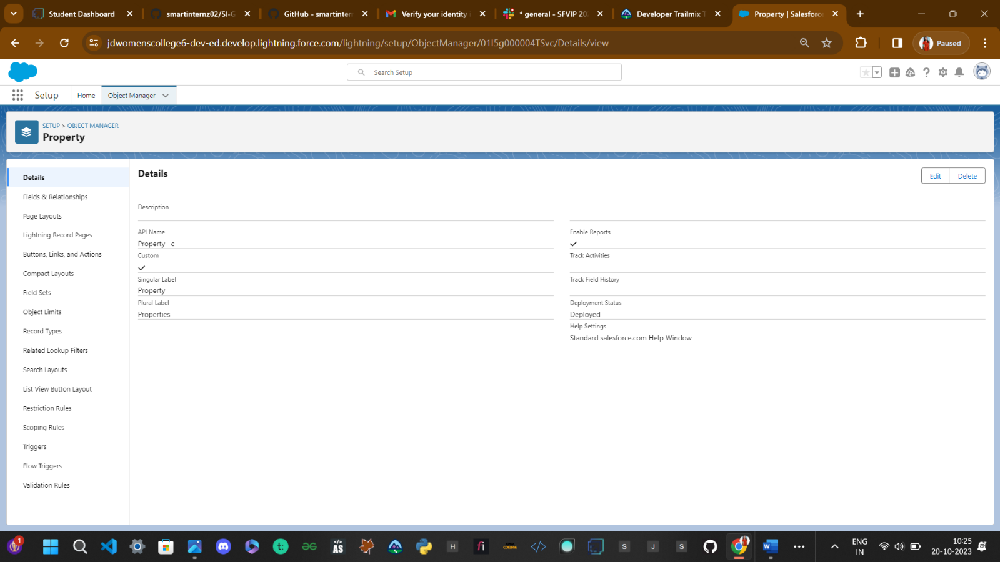 Student Dashboard
smartinternz02/SI-G
GitHub - smartintern
Verify your identity
* general - SFVIP 202
Developer Trailmix T
Property | Salesforce
jdwomenscollege6-dev-ed.develop.lightning.force.com/lightning/setup/ObjectManager/01I5g000004TSvc/Details/view
Paused
Search Setup
Setup
Home
Object Manager
SETUP > OBJECT MANAGER
Property
Details
Fields & Relationships
Page Layouts
Lightning Record Pages
Buttons, Links, and Actions
Compact Layouts
Field Sets
Object Limits
Record Types
Related Lookup Filters
Search Layouts
List View Button Layout
Restriction Rules
Scoping Rules
Triggers
Flow Triggers
Validation Rules
Details
Edit
Delete
Description
API Name
Property__c
Custom
Singular Label
Property
Plural Label
Properties
Enable Reports
Track Activities
Track Field History
Deployment Status
Deployed
Help Settings
Standard salesforce.com Help Window
1
t:
</> AS
H
fi
COLLEGE
</>
S
J
S
W
ENG
IN
10:25
20-10-2023